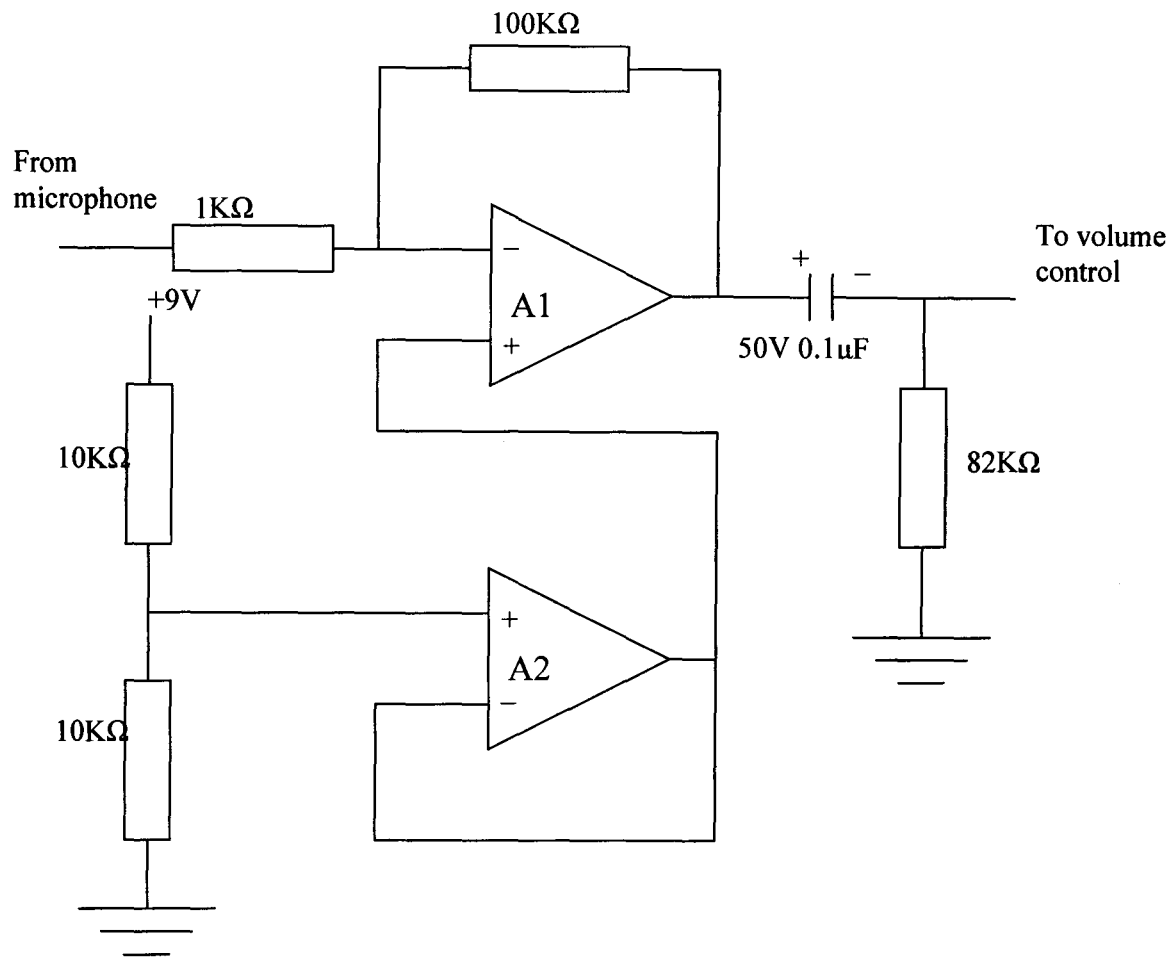 100KΩ
From
microphone
1KΩ
To volume
control
−
+
−
+9V
A1
+
50V 0.1uF
10KΩ
82KΩ
+
A2
−
10KΩ